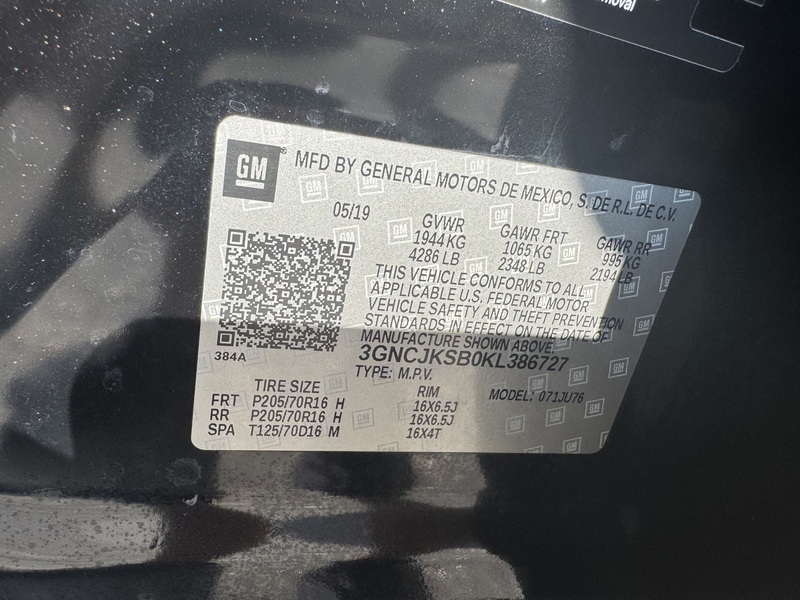 moval
GM
MFD BY GENERAL MOTORS DE MEXICO, S. DE R.L. DE C.V.
05/19 GVWR GAWR FRT GAWR RR
1944 KG 1065 KG 995 KG
4286 LB 2348 LB 2194 LB
THIS VEHICLE CONFORMS TO ALL
APPLICABLE U.S. FEDERAL MOTOR
VEHICLE SAFETY AND THEFT PREVENTION
STANDARDS IN EFFECT ON THE DATE OF
MANUFACTURE SHOWN ABOVE.
384A
3GNCJKSB0KL386727
TYPE: M.P.V.
TIRE SIZE RIM MODEL: 071JU76
FRT P205/70R16 H 16X6.5J
RR P205/70R16 H 16X6.5J
SPA T125/70D16 M 16X4T